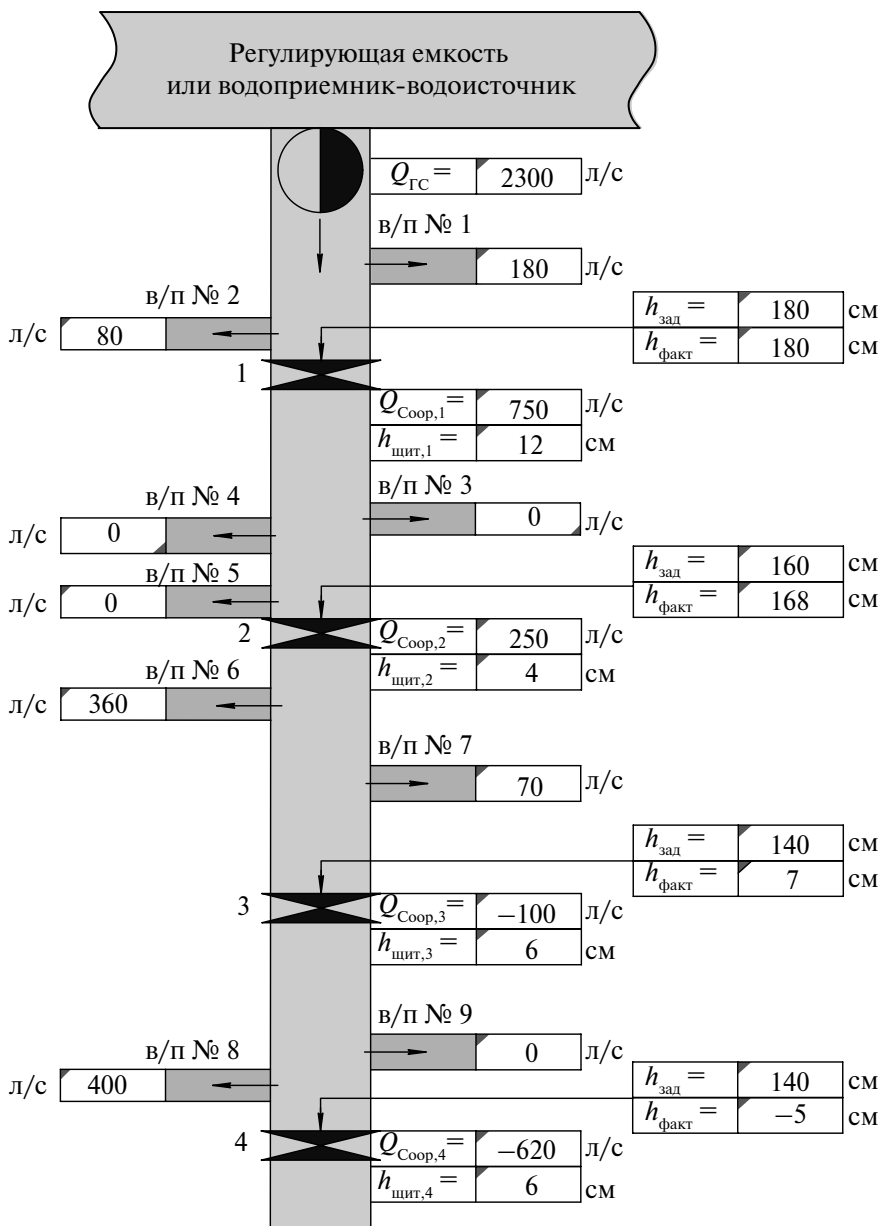 Регулирующая емкость
или водоприемник-водоисточник
Q_ГС = 2300 л/с
в/п № 1
180 л/с
в/п № 2
л/с 80
h_зад = 180 см
h_факт = 180 см
1
Q_Соор,1 = 750 л/с
h_щит,1 = 12 см
в/п № 3
0 л/с
в/п № 4
л/с 0
в/п № 5
л/с 0
h_зад = 160 см
h_факт = 168 см
2
Q_Соор,2 = 250 л/с
h_щит,2 = 4 см
в/п № 6
л/с 360
в/п № 7
70 л/с
h_зад = 140 см
h_факт = 7 см
3
Q_Соор,3 = −100 л/с
h_щит,3 = 6 см
в/п № 9
0 л/с
в/п № 8
л/с 400
h_зад = 140 см
h_факт = −5 см
4
Q_Соор,4 = −620 л/с
h_щит,4 = 6 см